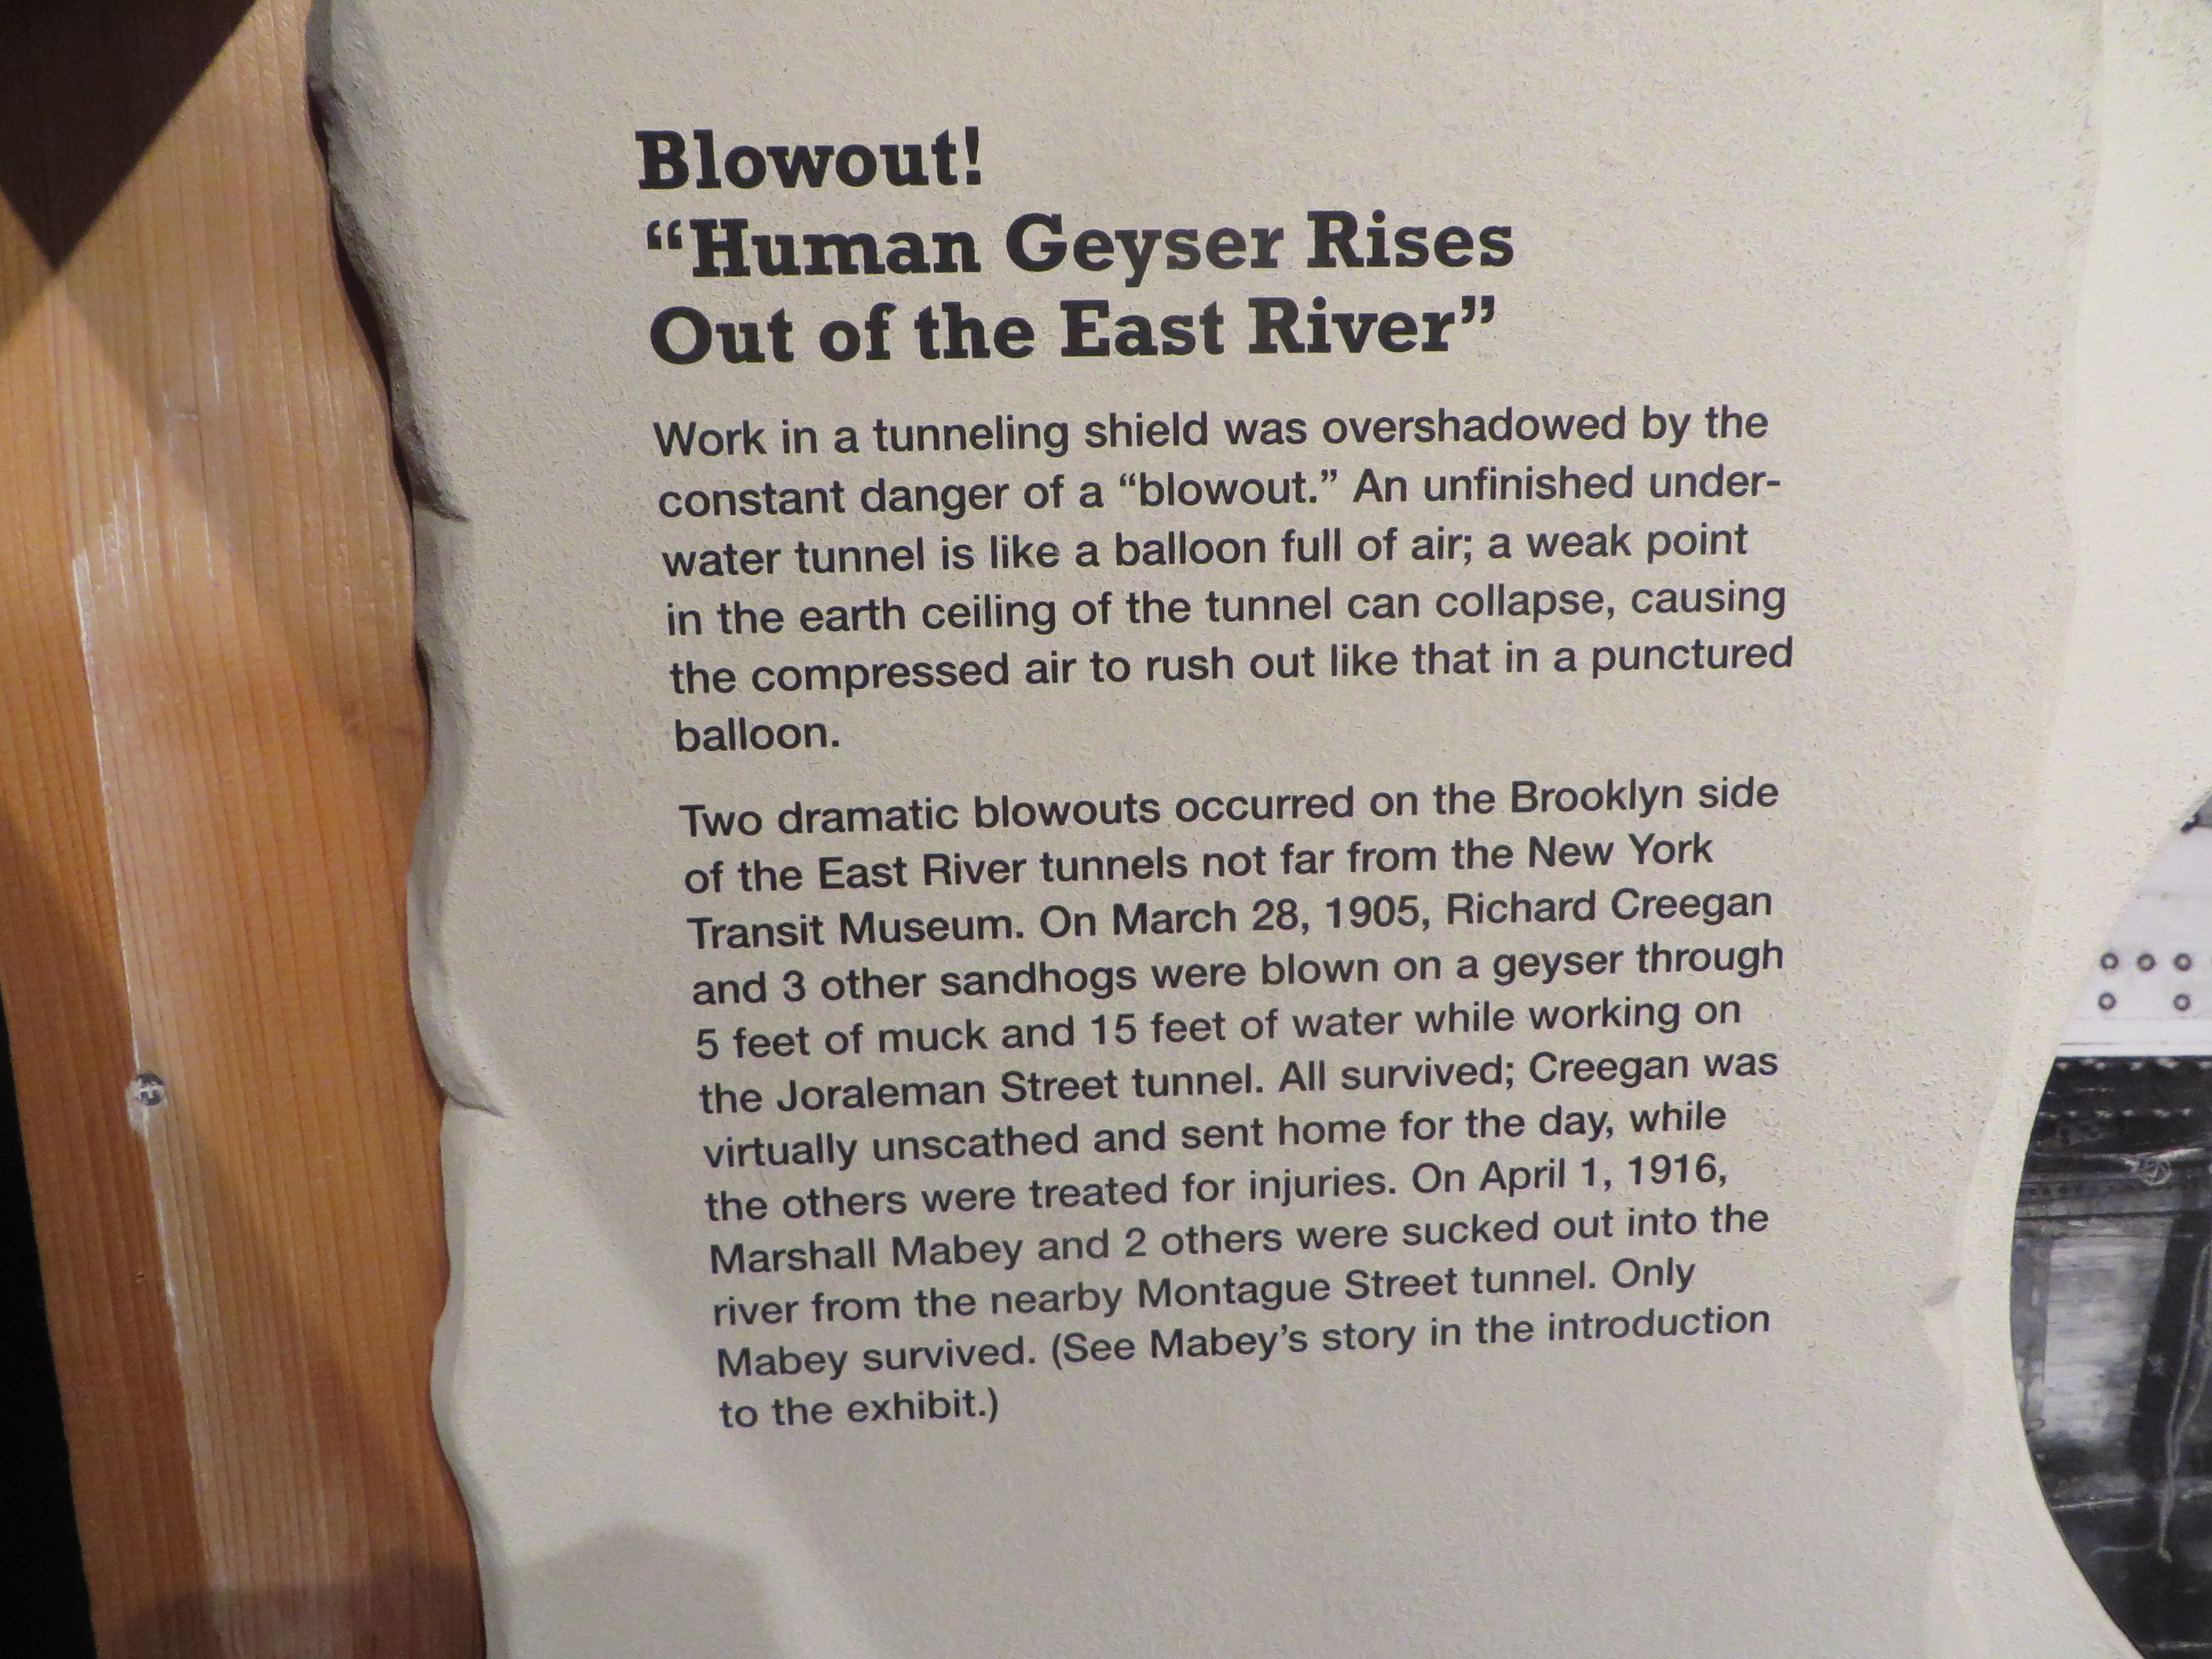 Blowout!
“Human Geyser Rises
Out of the East River”
Work in a tunneling shield was overshadowed by the
constant danger of a “blowout.” An unfinished under-
water tunnel is like a balloon full of air; a weak point
in the earth ceiling of the tunnel can collapse, causing
the compressed air to rush out like that in a punctured
balloon.
Two dramatic blowouts occurred on the Brooklyn side
of the East River tunnels not far from the New York
Transit Museum. On March 28, 1905, Richard Creegan
and 3 other sandhogs were blown on a geyser through
5 feet of muck and 15 feet of water while working on
the Joraleman Street tunnel. All survived; Creegan was
virtually unscathed and sent home for the day, while
the others were treated for injuries. On April 1, 1916,
Marshall Mabey and 2 others were sucked out into the
river from the nearby Montague Street tunnel. Only
Mabey survived. (See Mabey’s story in the introduction
to the exhibit.)